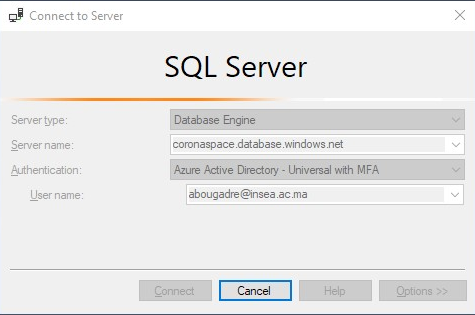 Connect to Server
SQL Server
Server type: Database Engine
Server name: coronaspace.database.windows.net
Authentication: Azure Active Directory - Universal with MFA
User name: abougadre@insea.ac.ma
Connect Cancel Help Options >>